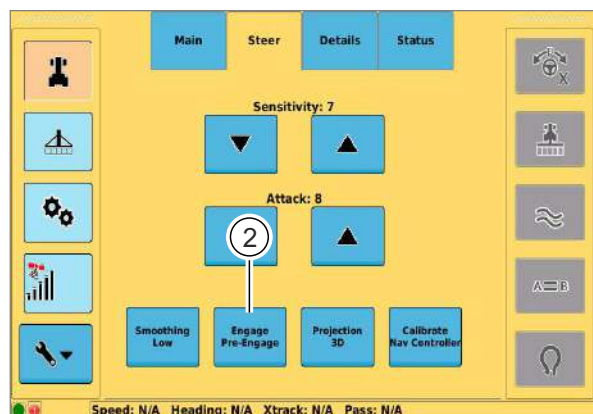 Main Steer Details Status
Sensitivity: 7
Attack: 8
2
Smoothing Engage Projection Calibrate
Low Pre-Engage 3D Nav Controller
X
A=B
Speed: N/A Heading: N/A Xtrack: N/A Pass: N/A